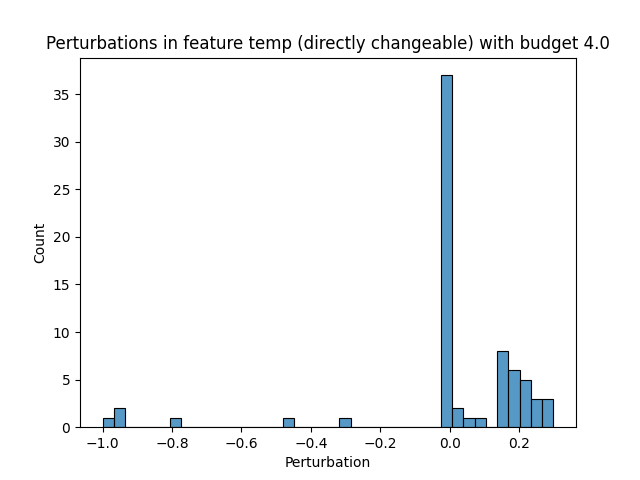 Perturbations in feature temp (directly changeable) with budget 4.0
35
30
25
20
15
10
5
0
Count
−1.0 −0.8 −0.6 −0.4 −0.2 0.0 0.2
Perturbation